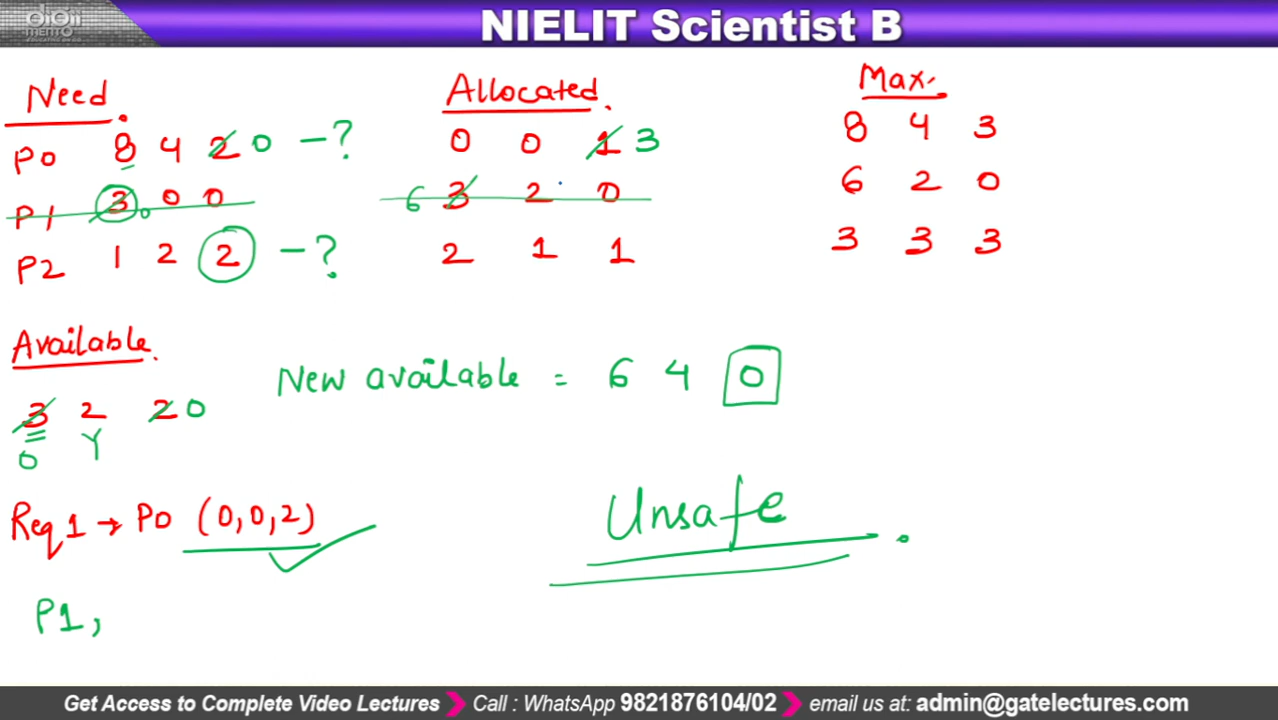 digii
MENTO
NIELIT Scientist B
Need. Allocated. Max.
P0 8 4 2 0 - ? 0 0 1 3 8 4 3
P1 3 0 0 0 6 3 2 0 6 2 0
P2 1 2 2 - ? 2 1 1 3 3 3
Available.
3 2 2 0 New available = 6 4 0
0 Y
Req 1 → P0 (0,0,2) Unsafe.
P1,
Get Access to Complete Video Lectures Call : WhatsApp 9821876104/02 email us at: admin@gatelectures.com